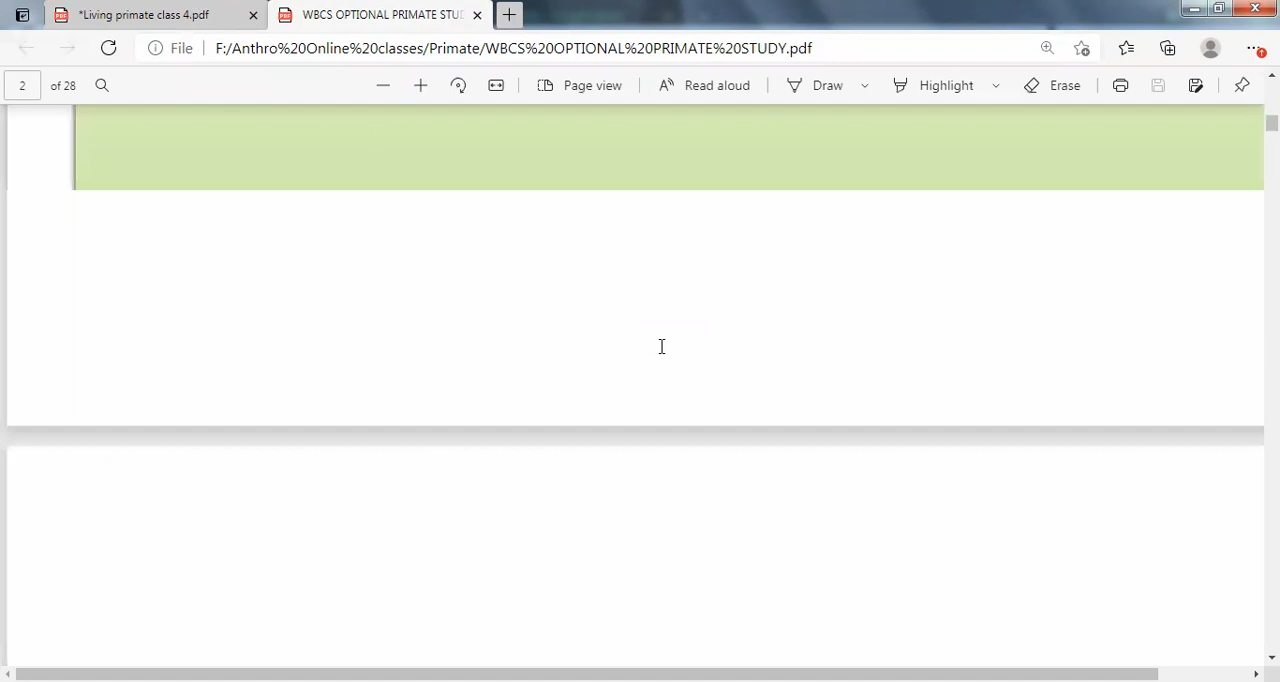 *Living primate class 4.pdf
WBCS OPTIONAL PRIMATE STU
File
F:/Anthro%20Online%20classes/Primate/WBCS%20OPTIONAL%20PRIMATE%20STUDY.pdf
2 of 28
Page view
Read aloud
Draw
Highlight
Erase